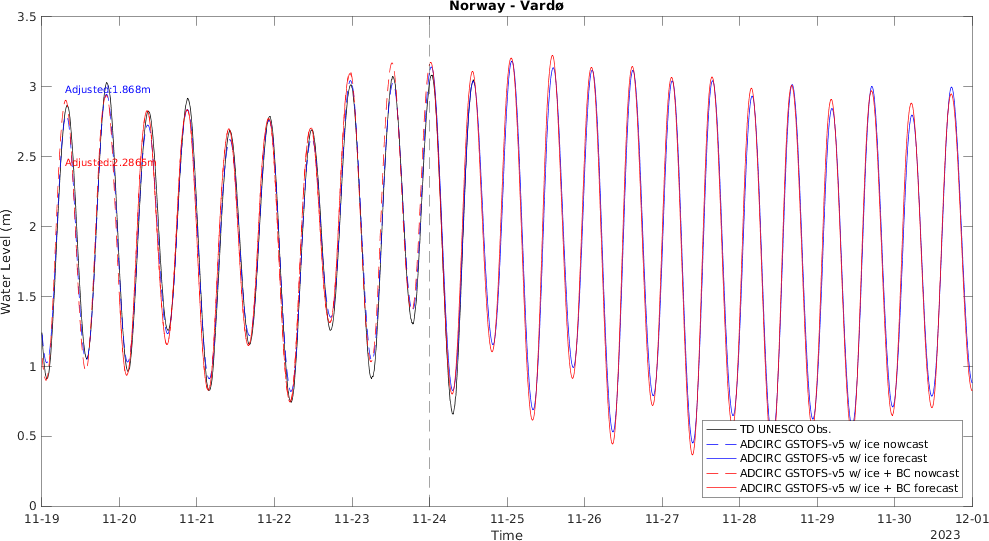 Norway - Vardø
3.5
3
2.5
2
1.5
1
0.5
0
Water Level (m)
Adjusted:1.868m
Adjusted:2.2865m
TD UNESCO Obs.
ADCIRC GSTOFS-v5 w/ ice nowcast
ADCIRC GSTOFS-v5 w/ ice forecast
ADCIRC GSTOFS-v5 w/ ice + BC nowcast
ADCIRC GSTOFS-v5 w/ ice + BC forecast
11-19 11-20 11-21 11-22 11-23 11-24 11-25 11-26 11-27 11-28 11-29 11-30 12-01
Time
2023